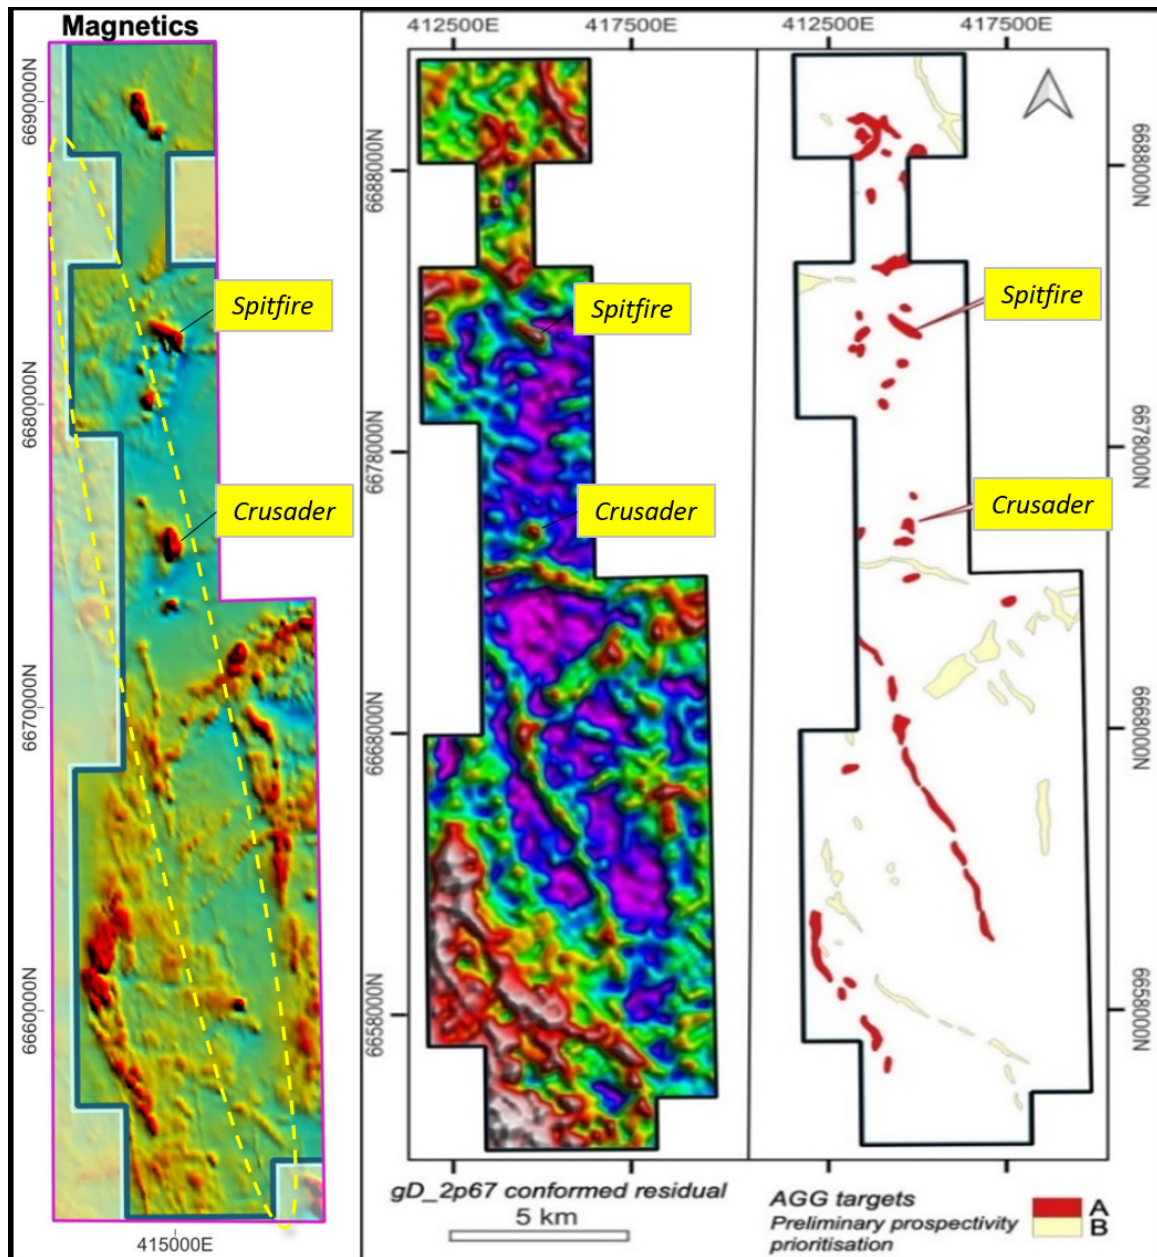 Magnetics
412500E
417500E
412500E
417500E
6690000N
6688000N
6688000N
Spitfire
Spitfire
Spitfire
6680000N
6678000N
6678000N
Crusader
Crusader
Crusader
6670000N
6668000N
6668000N
6660000N
6658000N
6658000N
415000E
gD_2p67 conformed residual
5 km
AGG targets
Preliminary prospectivity
prioritisation
A
B